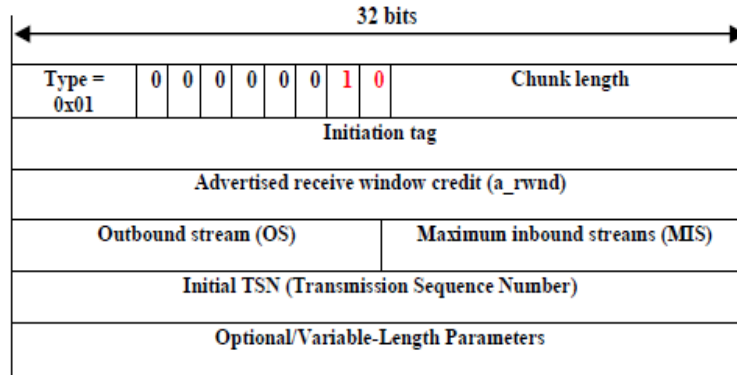 32 bits
Type = 0x01 0 0 0 0 0 0 1 0 Chunk length
Initiation tag
Advertised receive window credit (a_rwnd)
Outbound stream (OS) Maximum inbound streams (MIS)
Initial TSN (Transmission Sequence Number)
Optional/Variable-Length Parameters